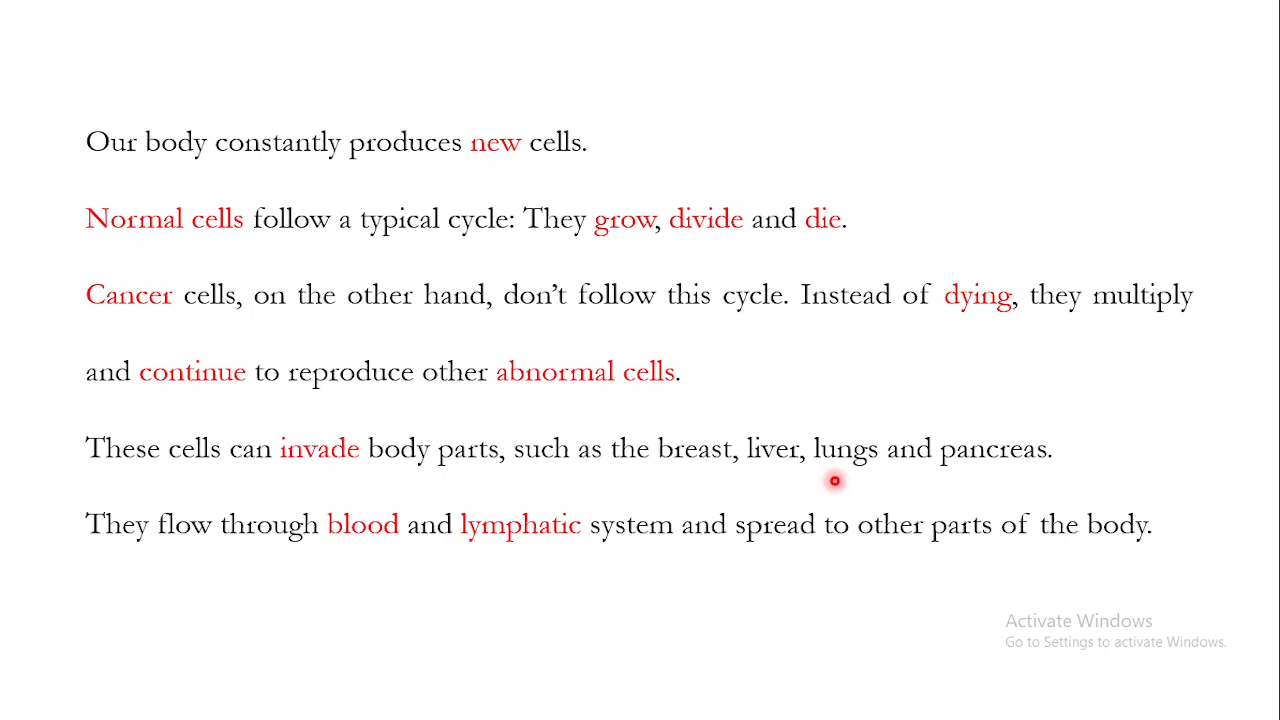 Our body constantly produces new cells.
Normal cells follow a typical cycle: They grow, divide and die.
Cancer cells, on the other hand, don’t follow this cycle. Instead of dying, they multiply
and continue to reproduce other abnormal cells.
These cells can invade body parts, such as the breast, liver, lungs and pancreas.
They flow through blood and lymphatic system and spread to other parts of the body.
Activate Windows
Go to Settings to activate Windows.